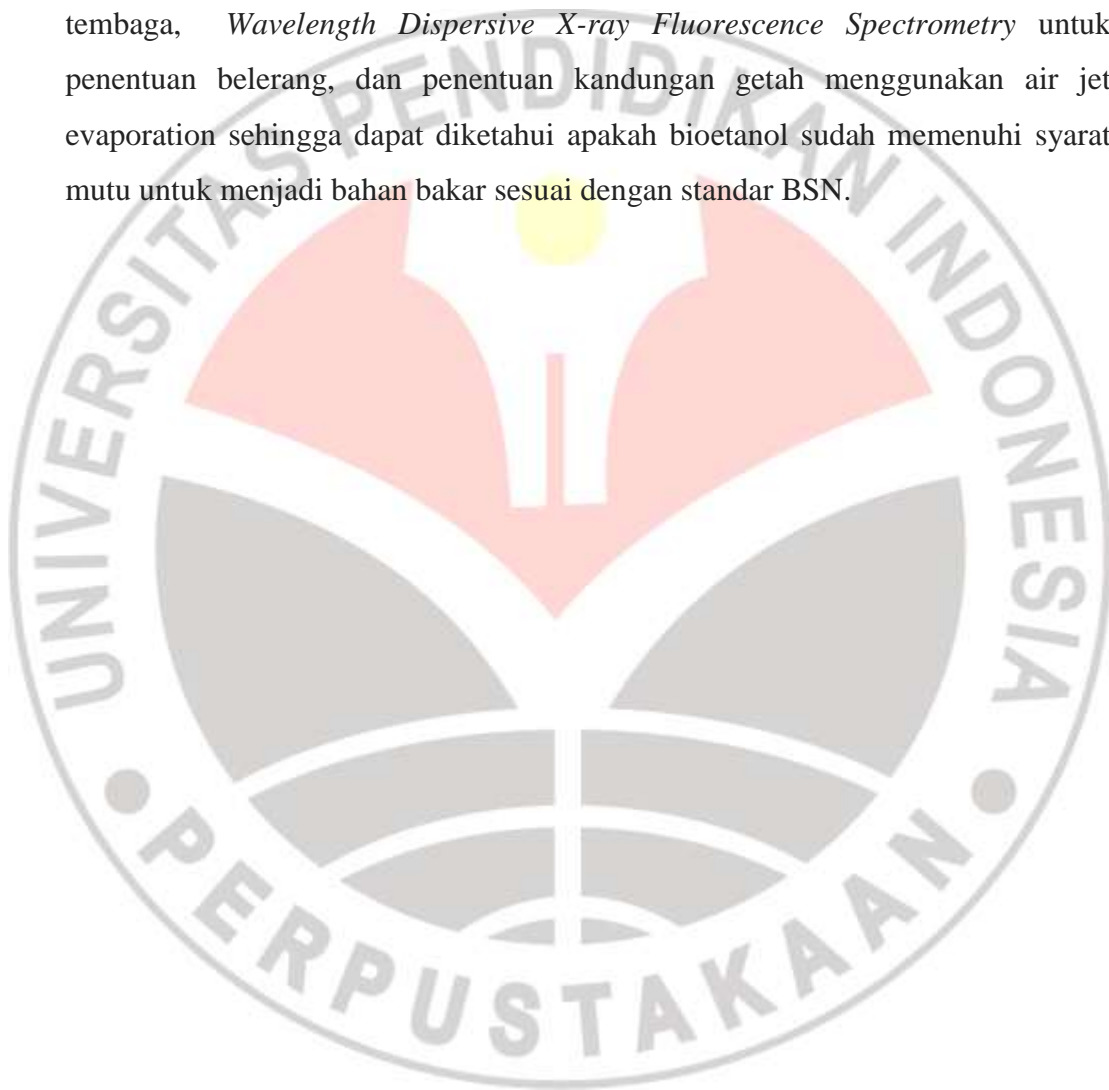 tembaga, Wavelength Dispersive X-ray Fluorescence Spectrometry untuk
penentuan belerang, dan penentuan kandungan getah menggunakan air jet
evaporation sehingga dapat diketahui apakah bioetanol sudah memenuhi syarat
mutu untuk menjadi bahan bakar sesuai dengan standar BSN.
UNIVERSITAS PENDIDIKAN INDONESIA
PERPUSTAKAAN